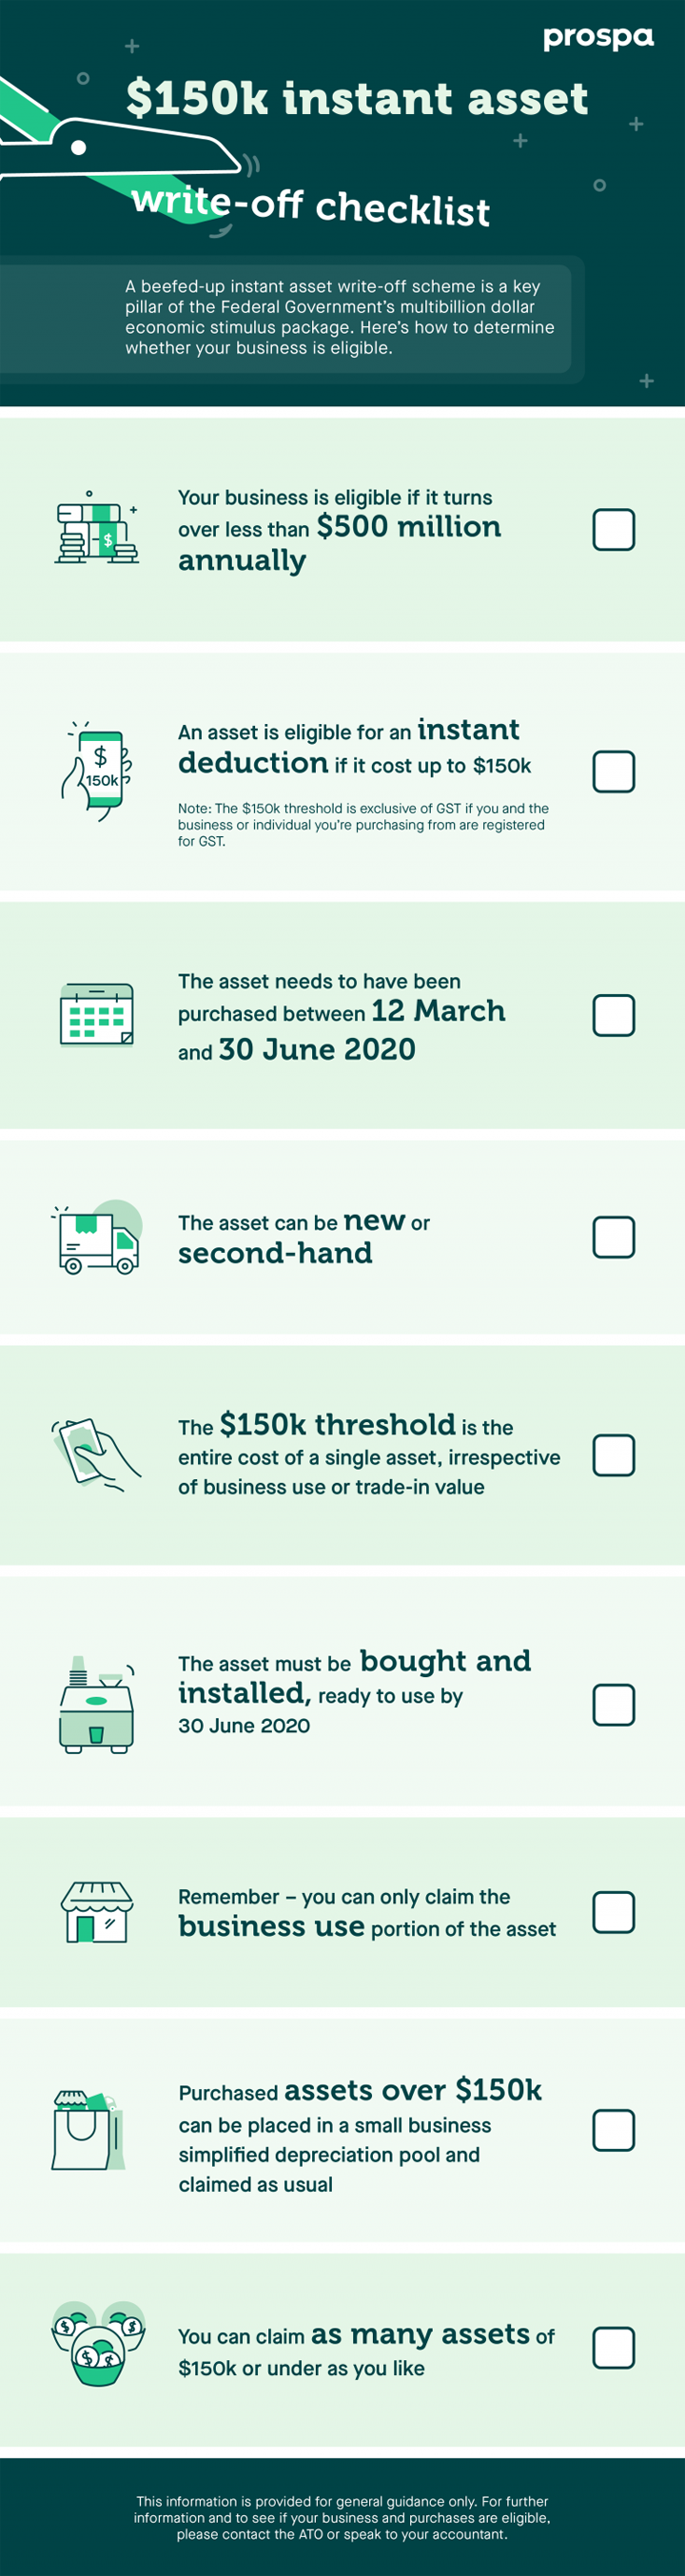 prospa
$150k instant asset
write-off checklist
A beefed-up instant asset write-off scheme is a key
pillar of the Federal Government's multibillion dollar
economic stimulus package. Here's how to determine
whether your business is eligible.
Your business is eligible if it turns
over less than $500 million
annually
$
$
150k
An asset is eligible for an instant
deduction if it cost up to $150k
Note: The $150k threshold is exclusive of GST if you and the
business or individual you're purchasing from are registered
for GST.
The asset needs to have been
purchased between 12 March
and 30 June 2020
The asset can be new or
second-hand
The $150k threshold is the
entire cost of a single asset, irrespective
of business use or trade-in value
The asset must be bought and
installed, ready to use by
30 June 2020
Remember – you can only claim the
business use portion of the asset
Purchased assets over $150k
can be placed in a small business
simplified depreciation pool and
claimed as usual
$ $
$ $
You can claim as many assets of
$150k or under as you like
This information is provided for general guidance only. For further
information and to see if your business and purchases are eligible,
please contact the ATO or speak to your accountant.